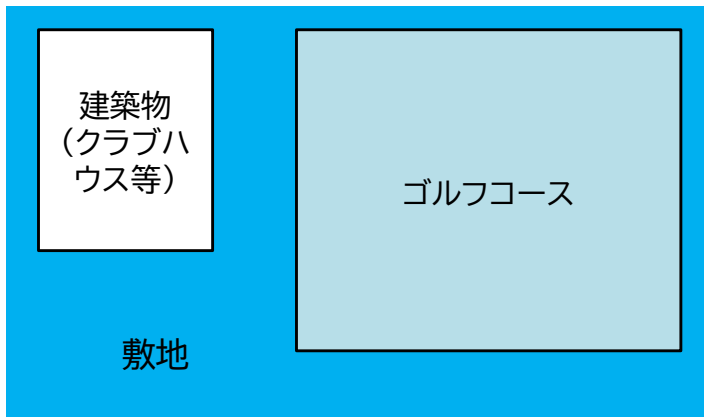 建築物
（クラブハ
ウス等）
ゴルフコース
敷地